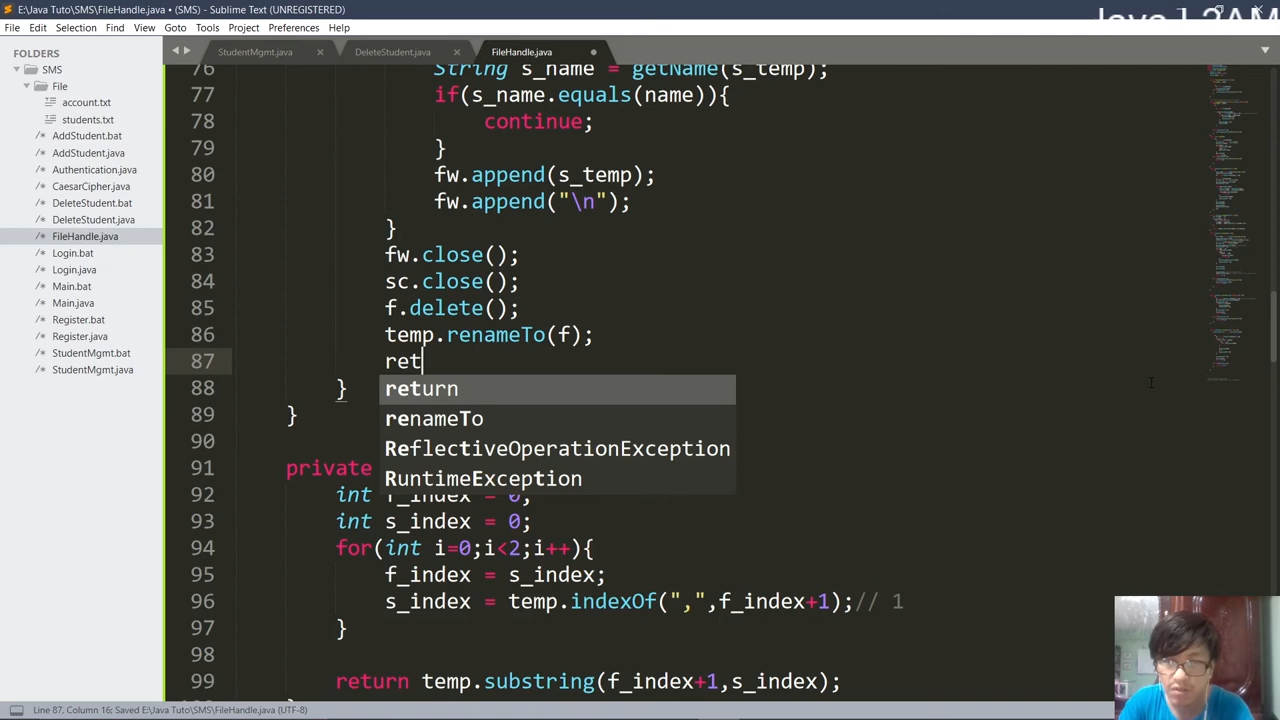 E:\Java Tuto\SMS\FileHandle.java • (SMS) - Sublime Text (UNREGISTERED)
File Edit Selection Find View Goto Tools Project Preferences Help
FOLDERS
SMS
File
account.txt
students.txt
AddStudent.bat
AddStudent.java
Authentication.java
CaesarCipher.java
DeleteStudent.bat
DeleteStudent.java
FileHandle.java
Login.bat
Login.java
Main.bat
Main.java
Register.bat
Register.java
StudentMgmt.bat
StudentMgmt.java
StudentMgmt.java DeleteStudent.java FileHandle.java
76 String s_name = getName(s_temp);
77 if(s_name.equals(name)){
78 continue;
79 }
80 fw.append(s_temp);
81 fw.append("\n");
82 }
83 fw.close();
84 sc.close();
85 f.delete();
86 temp.renameTo(f);
87 ret
88 }
return
renameTo
ReflectiveOperationException
RuntimeException
89 }
90
91 private
92 int f_index = 0;
93 int s_index = 0;
94 for(int i=0;i<2;i++){
95 f_index = s_index;
96 s_index = temp.indexOf(",",f_index+1);// 1
97 }
98
99 return temp.substring(f_index+1,s_index);
Line 87, Column 16; Saved E:\Java Tuto\SMS\FileHandle.java (UTF-8)